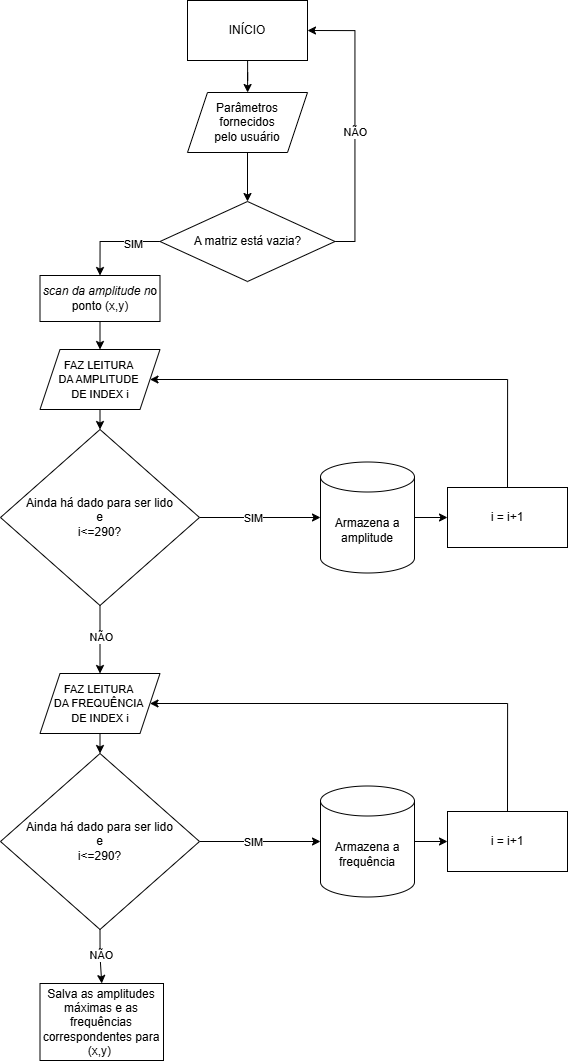 INÍCIO
Parâmetros
fornecidos
pelo usuário
NÃO
A matriz está vazia?
SIM
scan da amplitude no
ponto (x,y)
FAZ LEITURA
DA AMPLITUDE
DE INDEX i
Ainda há dado para ser lido
e
i<=290?
SIM
Armazena a
amplitude
i = i+1
NÃO
FAZ LEITURA
DA FREQUÊNCIA
DE INDEX i
Ainda há dado para ser lido
e
i<=290?
SIM
Armazena a
frequência
i = i+1
NÃO
Salva as amplitudes
máximas e as
frequências
correspondentes para
(x,y)